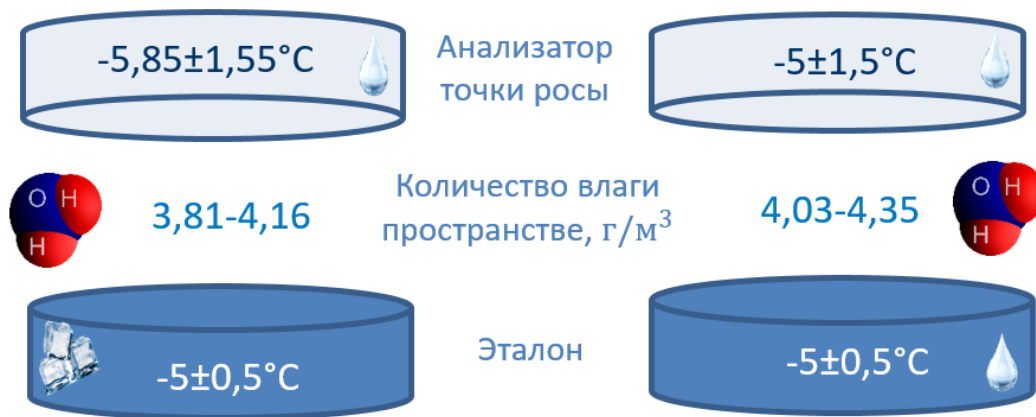 -5,85±1,55°C
Анализатор
точки росы
-5±1,5°C
O H
H
3,81-4,16
Количество влаги
пространстве, г/м³
4,03-4,35
O H
H
-5±0,5°C
Эталон
-5±0,5°C